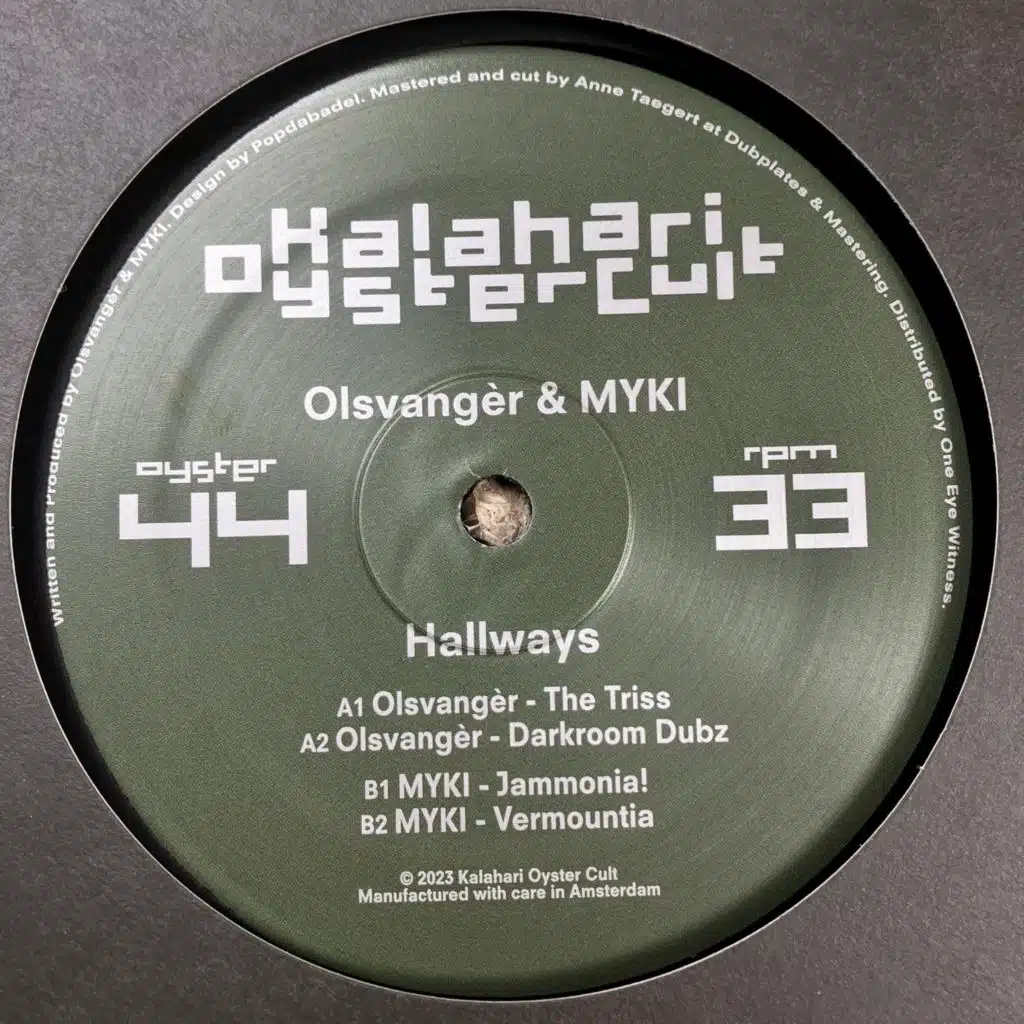 Written and Produced by Olsvangèr & MYKI. Design by Popdabadel. Mastered and cut by Anne Taegert at Dubplates & Mastering. Distributed by One Eye Witness.
Kalahari
OysterCult
Olsvangèr & MYKI
oyster
44
rpm
33
Hallways
A1 Olsvangèr - The Triss
A2 Olsvangèr - Darkroom Dubz
B1 MYKI - Jammonia!
B2 MYKI - Vermountia
© 2023 Kalahari Oyster Cult
Manufactured with care in Amsterdam